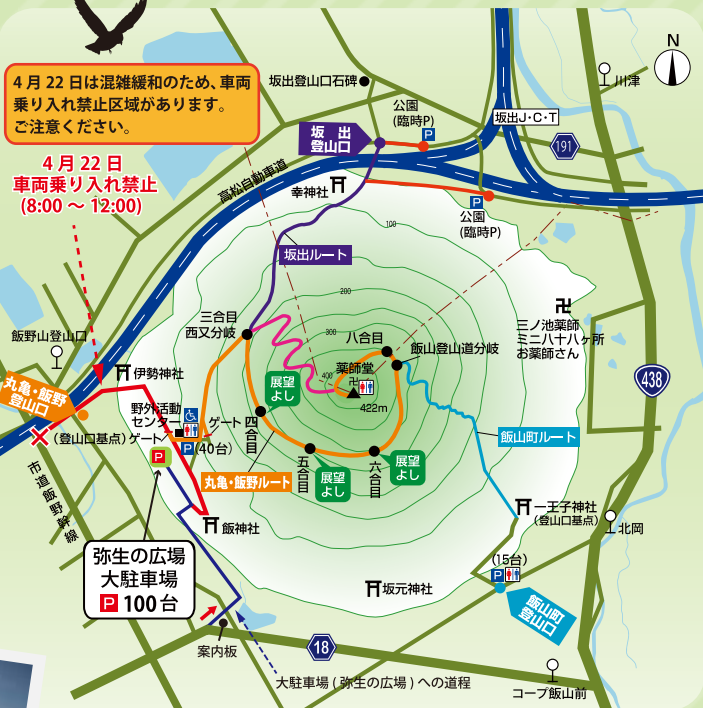 4月22日は混雑緩和のため、車両
乗り入れ禁止区域があります。
ご注意ください。
4月22日
車両乗り入れ禁止
(8:00 〜 12:00)
坂出登山口石碑
公園
(臨時P)
P
坂出
登山口
坂出J・C・T
川津
N
191
高松自動車道
幸神社
P
公園
(臨時P)
坂出ルート
100
200
300
400
三合目
西又分岐
八合目
飯山登山道分岐
薬師堂
422m
三ノ池薬師
ミニ八十八ヶ所
お薬師さん
438
飯野山登山口
伊勢神社
丸亀・飯野
登山口
野外活動
センター
(登山口基点)ゲート
ゲート
P(40台)
P
展望
よし
四合目
五合目
六合目
展望
よし
展望
よし
丸亀・飯野ルート
飯山町ルート
市道飯野幹線
飯神社
一王子神社
(登山口基点)
北岡
弥生の広場
大駐車場
P 100台
坂元神社
(15台)
P
飯山町
登山口
案内板
18
大駐車場(弥生の広場)への道程
コープ飯山前